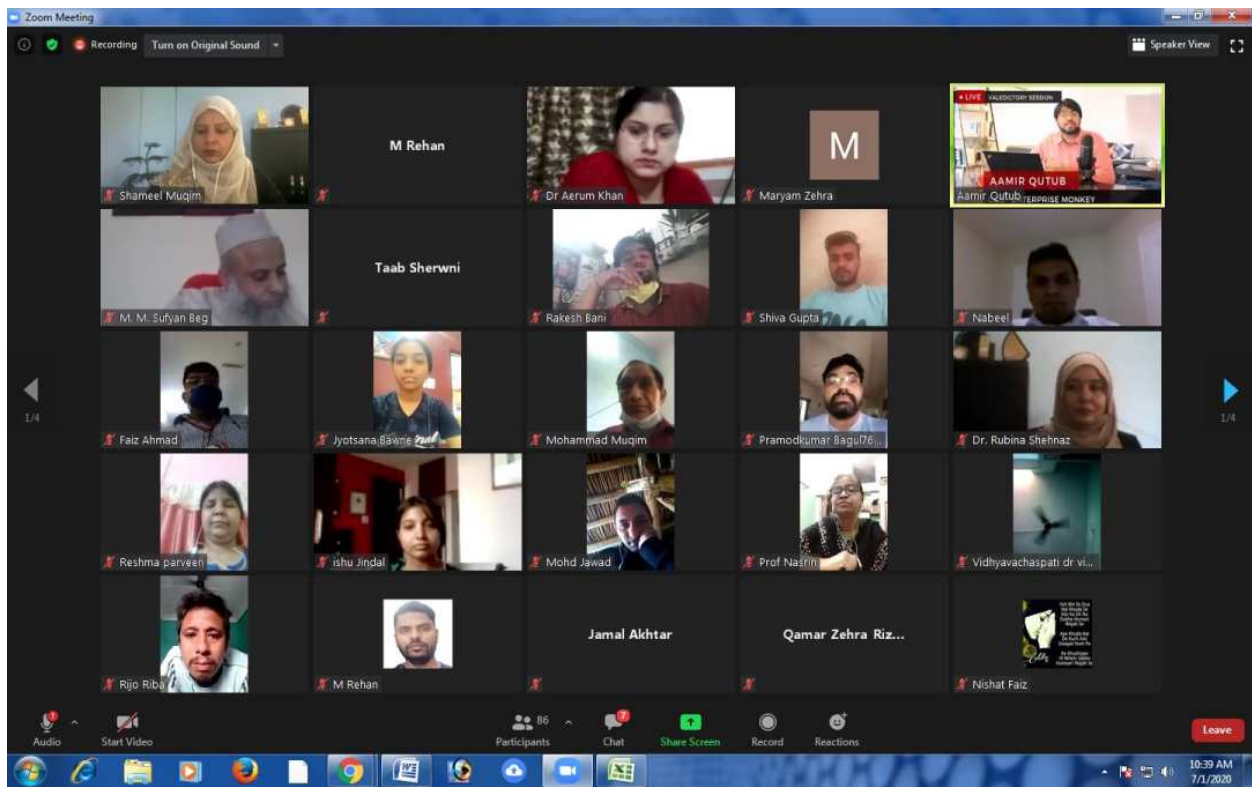 Zoom Meeting
Recording
Turn on Original Sound
Speaker View
Shameel Muqim
M Rehan
Dr Aerum Khan
M
Maryam Zehra
LIVE VALEDICTORY SESSION
AAMIR QUTUB
Aamir Qutub
TERPRISE MONKEY
M. M. Sufyan Beg
Taab Sherwni
Rakesh Bani
Shiva Gupta
Nabeel
1/4
Faiz Ahmad
Jyotsana Bawne
Mohammad Muqim
Pramodkumar Bagul76...
Dr. Rubina Shehnaz
1/4
Reshma parveen
ishu Jindal
Mohd Jawad
Prof Nasrin
Vidhyavachaspati dr vi...
Rijo Riba
M Rehan
Jamal Akhtar
Qamar Zehra Riz...
Nishat Faiz
1
Audio
Start Video
86
Participants
7
Chat
Share Screen
Record
Reactions
Leave
10:39 AM
7/1/2020